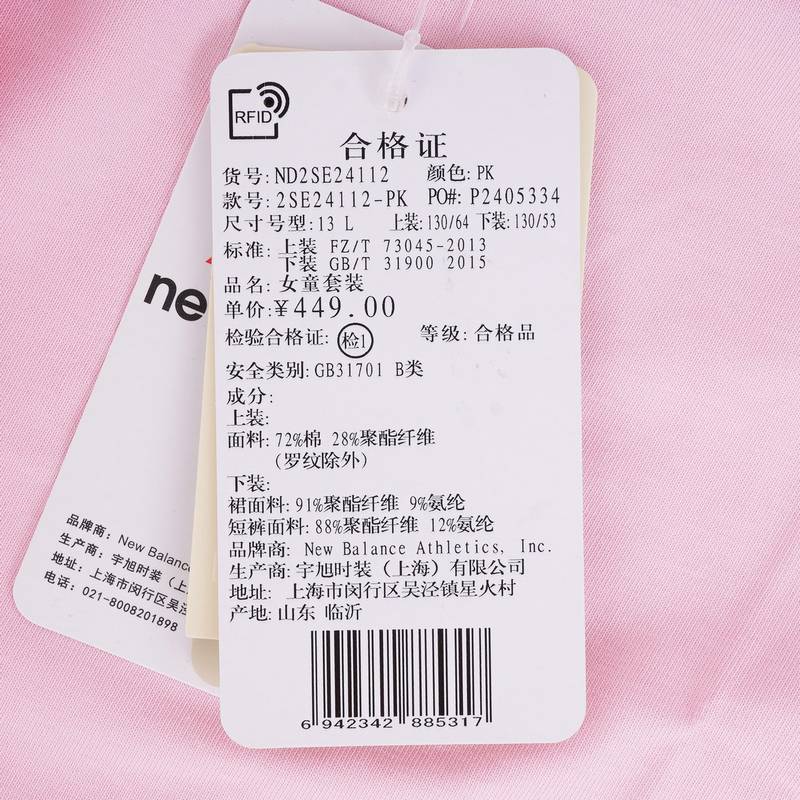 RFID
合格证
货号: ND2SE24112 颜色: PK
款号: 2SE24112-PK PO#: P2405334
尺寸号型: 13 L 上装: 130/64 下装: 130/53
标准: 上装 FZ/T 73045-2013
下装 GB/T 31900 2015
品名: 女童套装
单价: ¥449.00
检验合格证: 检1 等级: 合格品
安全类别: GB31701 B类
成分:
上装:
面料: 72%棉 28%聚酯纤维
(罗纹除外)
下装:
裙面料: 91%聚酯纤维 9%氨纶
短裤面料: 88%聚酯纤维 12%氨纶
品牌商: New Balance Athletics, Inc.
生产商: 宇旭时装（上海）有限公司
地址: 上海市闵行区吴泾镇星火村
产地: 山东 临沂
6 942342 885317
ne
品牌商: New Balance
生产商: 宇旭时装（上
地址: 上海市闵行区吴泾
电话: 021-8008201898